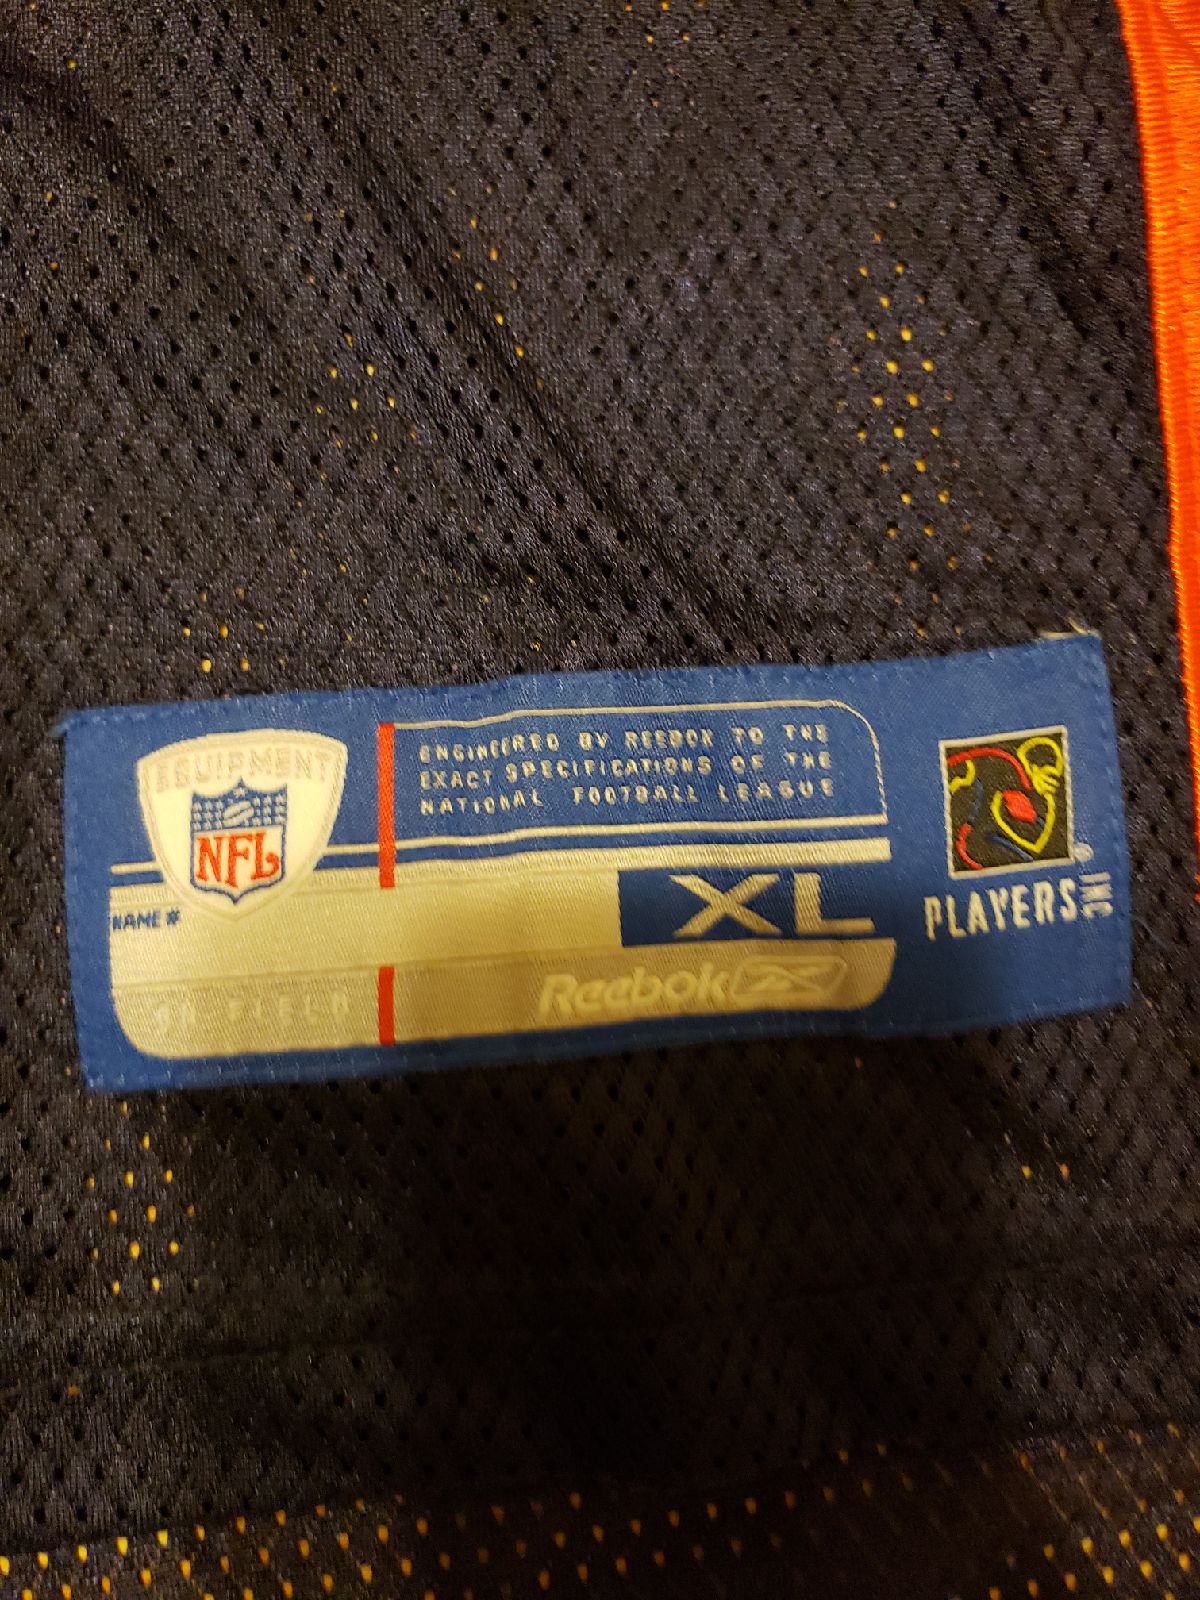 EQUIPMENT
NFL
ENGINEERED BY REEBOK TO THE
EXACT SPECIFICATIONS OF THE
NATIONAL FOOTBALL LEAGUE
NAME #
XL
ON FIELD
Reebok
PLAYERS INC